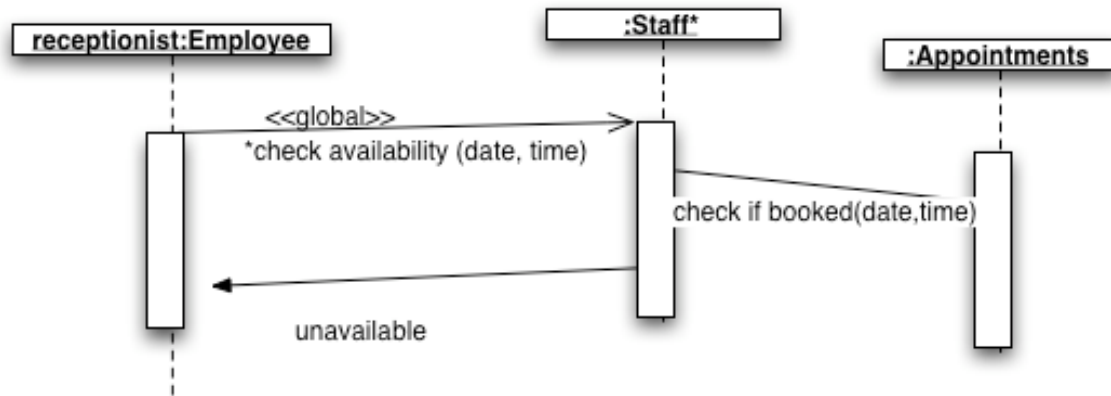 receptionist:Employee
:Staff*
:Appointments
<<global>>
*check availability (date, time)
check if booked(date,time)
unavailable